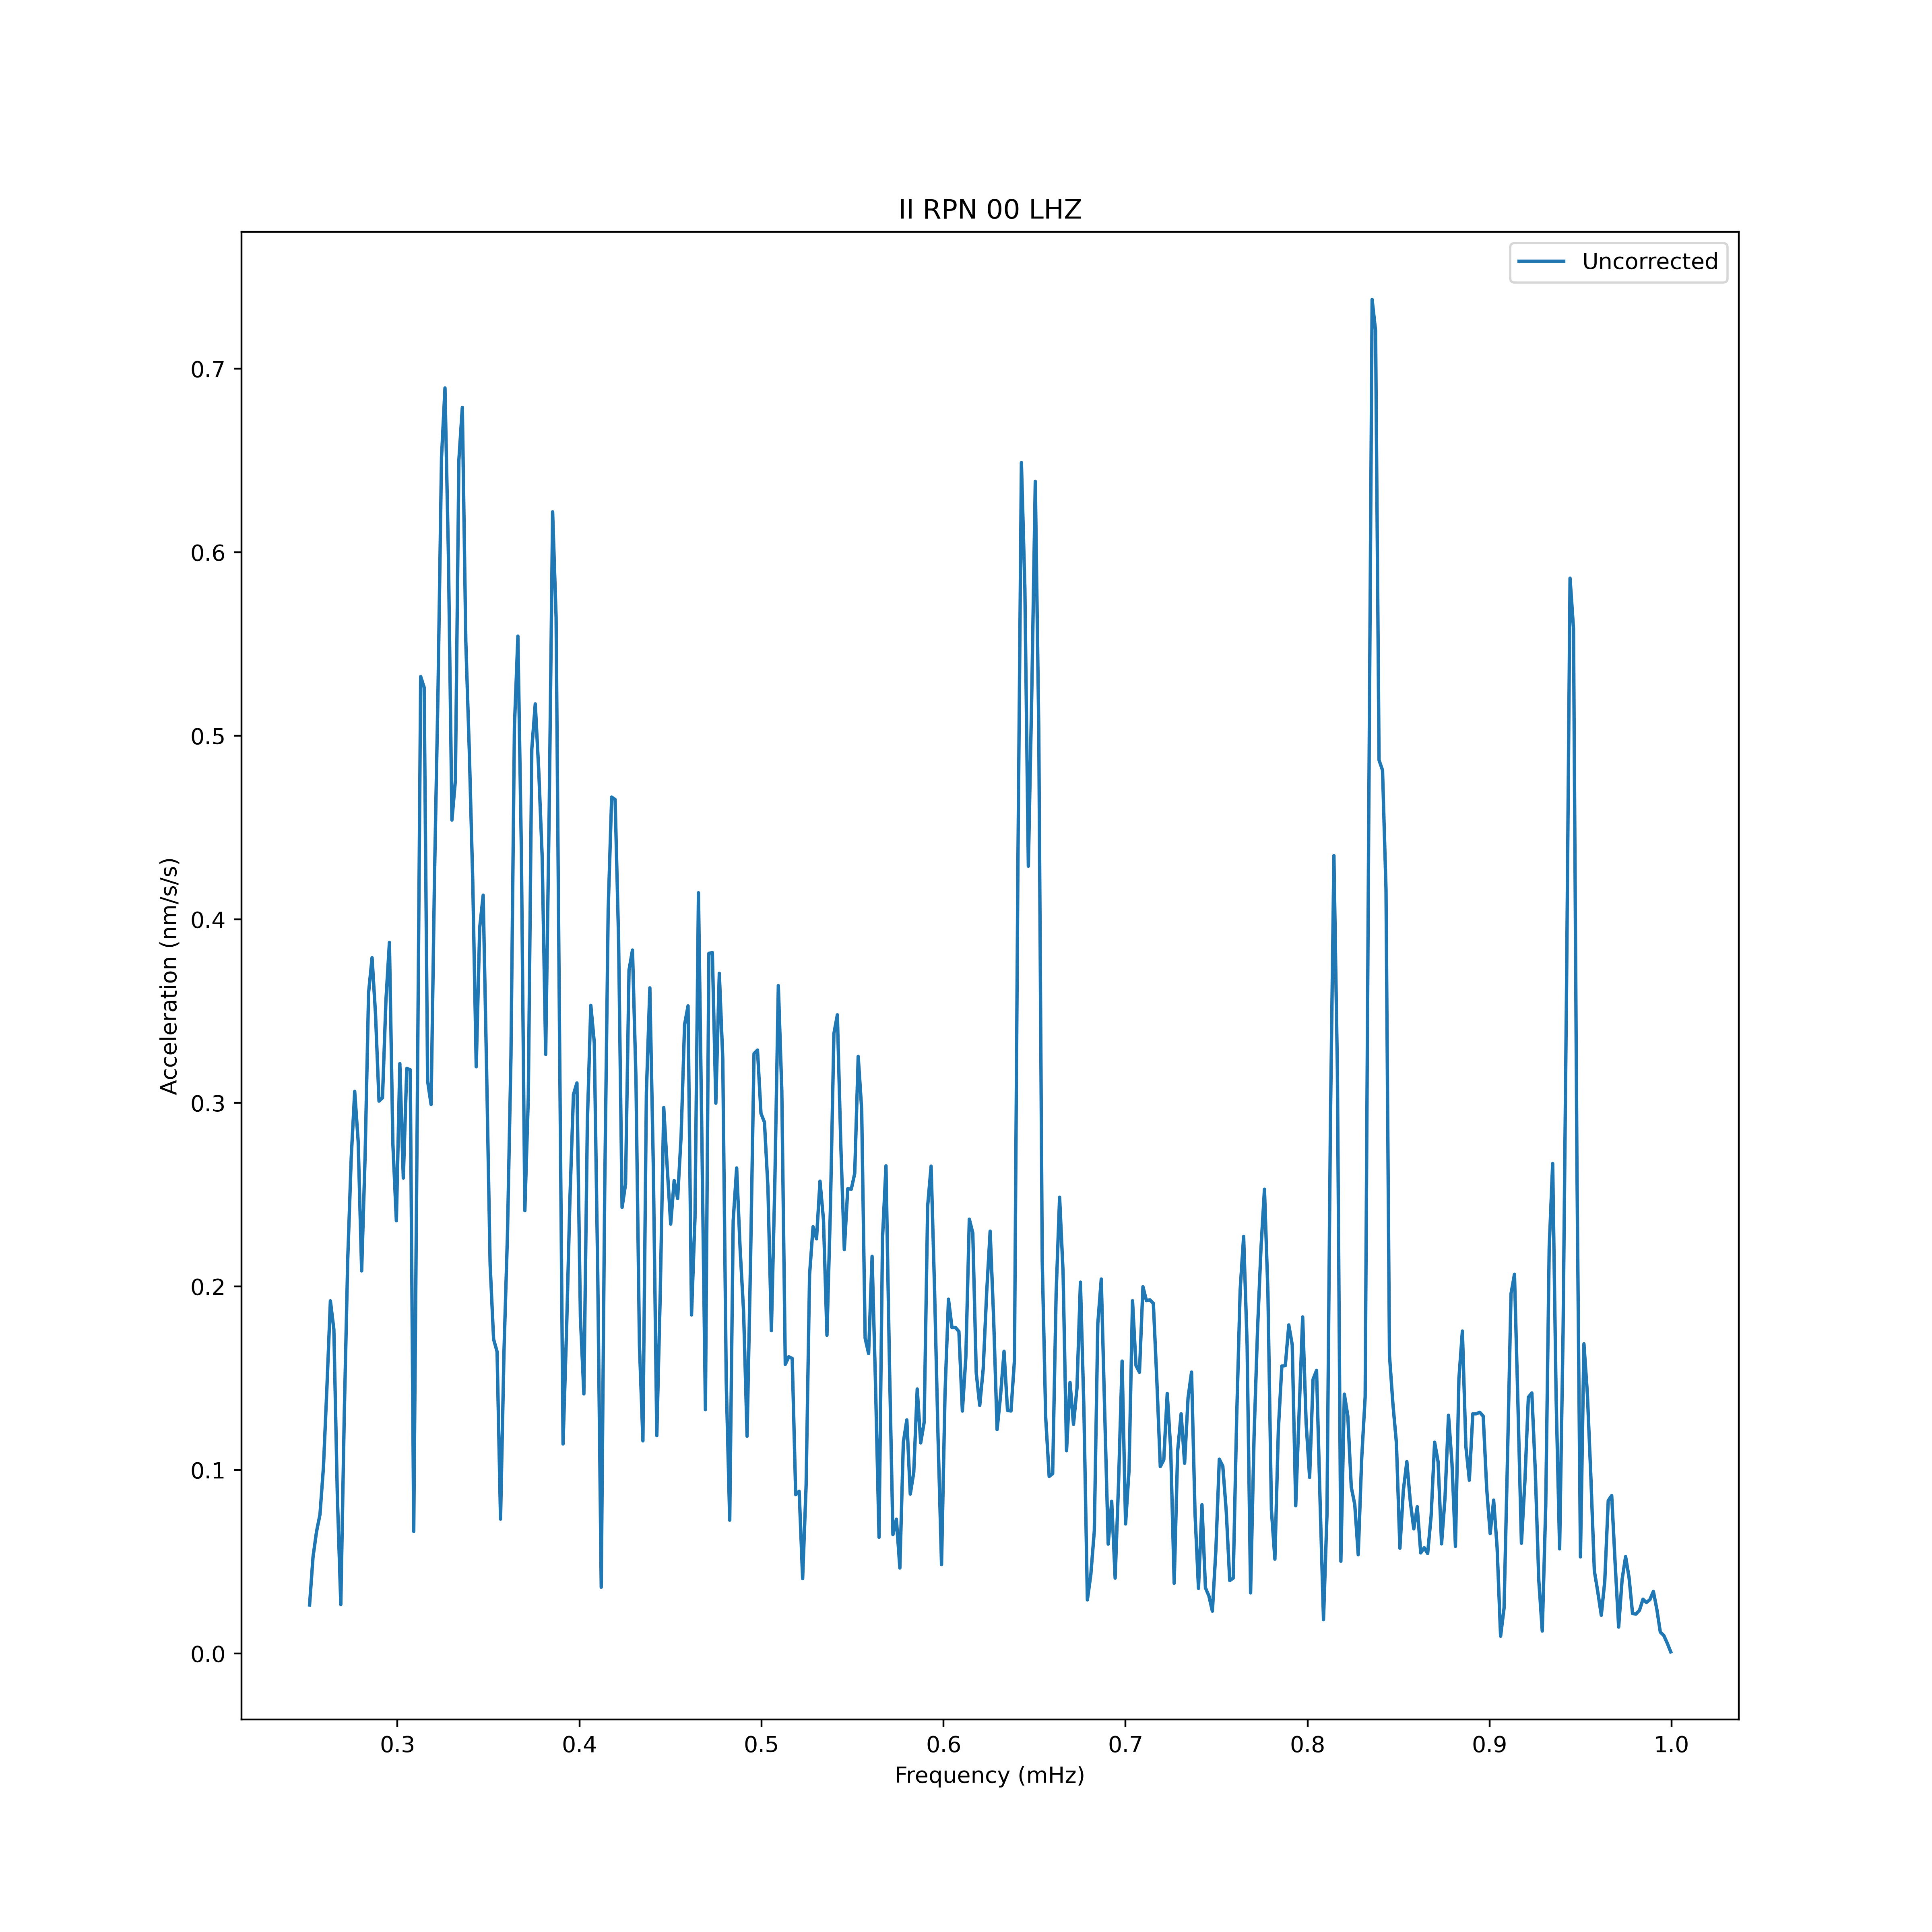 II RPN 00 LHZ
Uncorrected
0.7
0.6
0.5
0.4
0.3
0.2
0.1
0.0
Acceleration (nm/s/s)
0.3 0.4 0.5 0.6 0.7 0.8 0.9 1.0
Frequency (mHz)